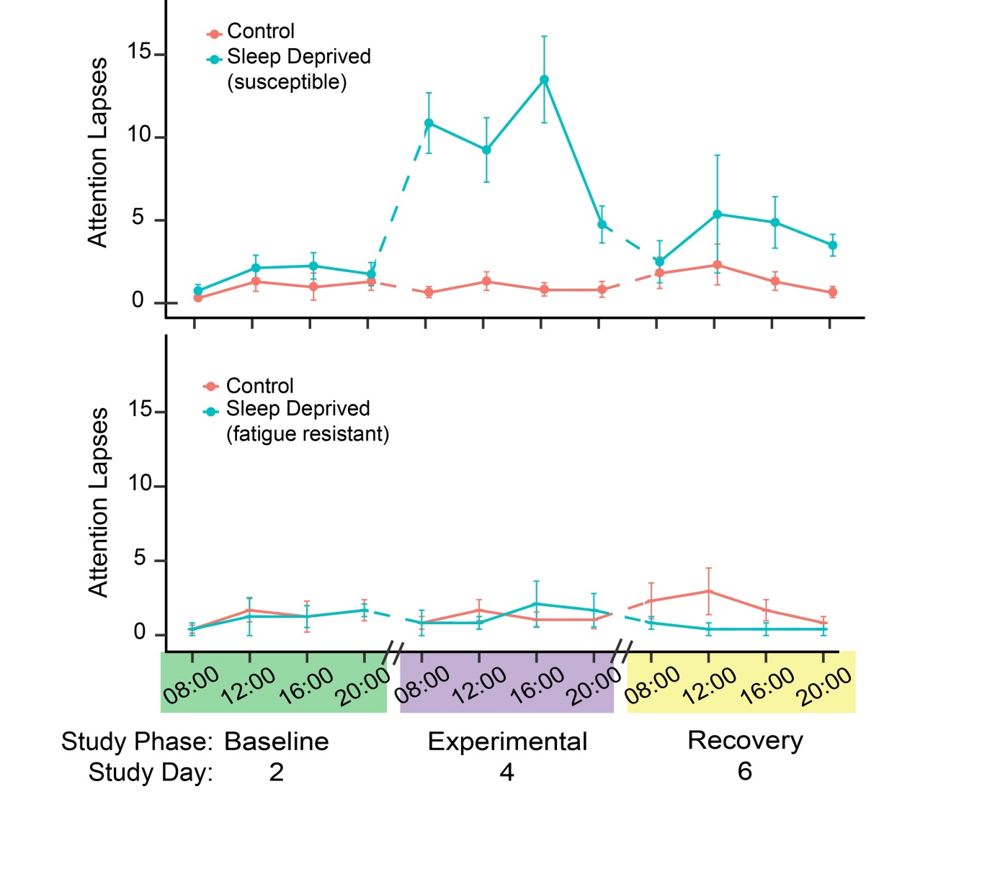 Control
Sleep Deprived
(susceptible)
Attention Lapses
15
10
5
0
Control
Sleep Deprived
(fatigue resistant)
Attention Lapses
15
10
5
0
08:00 12:00 16:00 20:00 08:00 12:00 16:00 20:00 08:00 12:00 16:00 20:00
Study Phase: Baseline Experimental Recovery
Study Day: 2 4 6